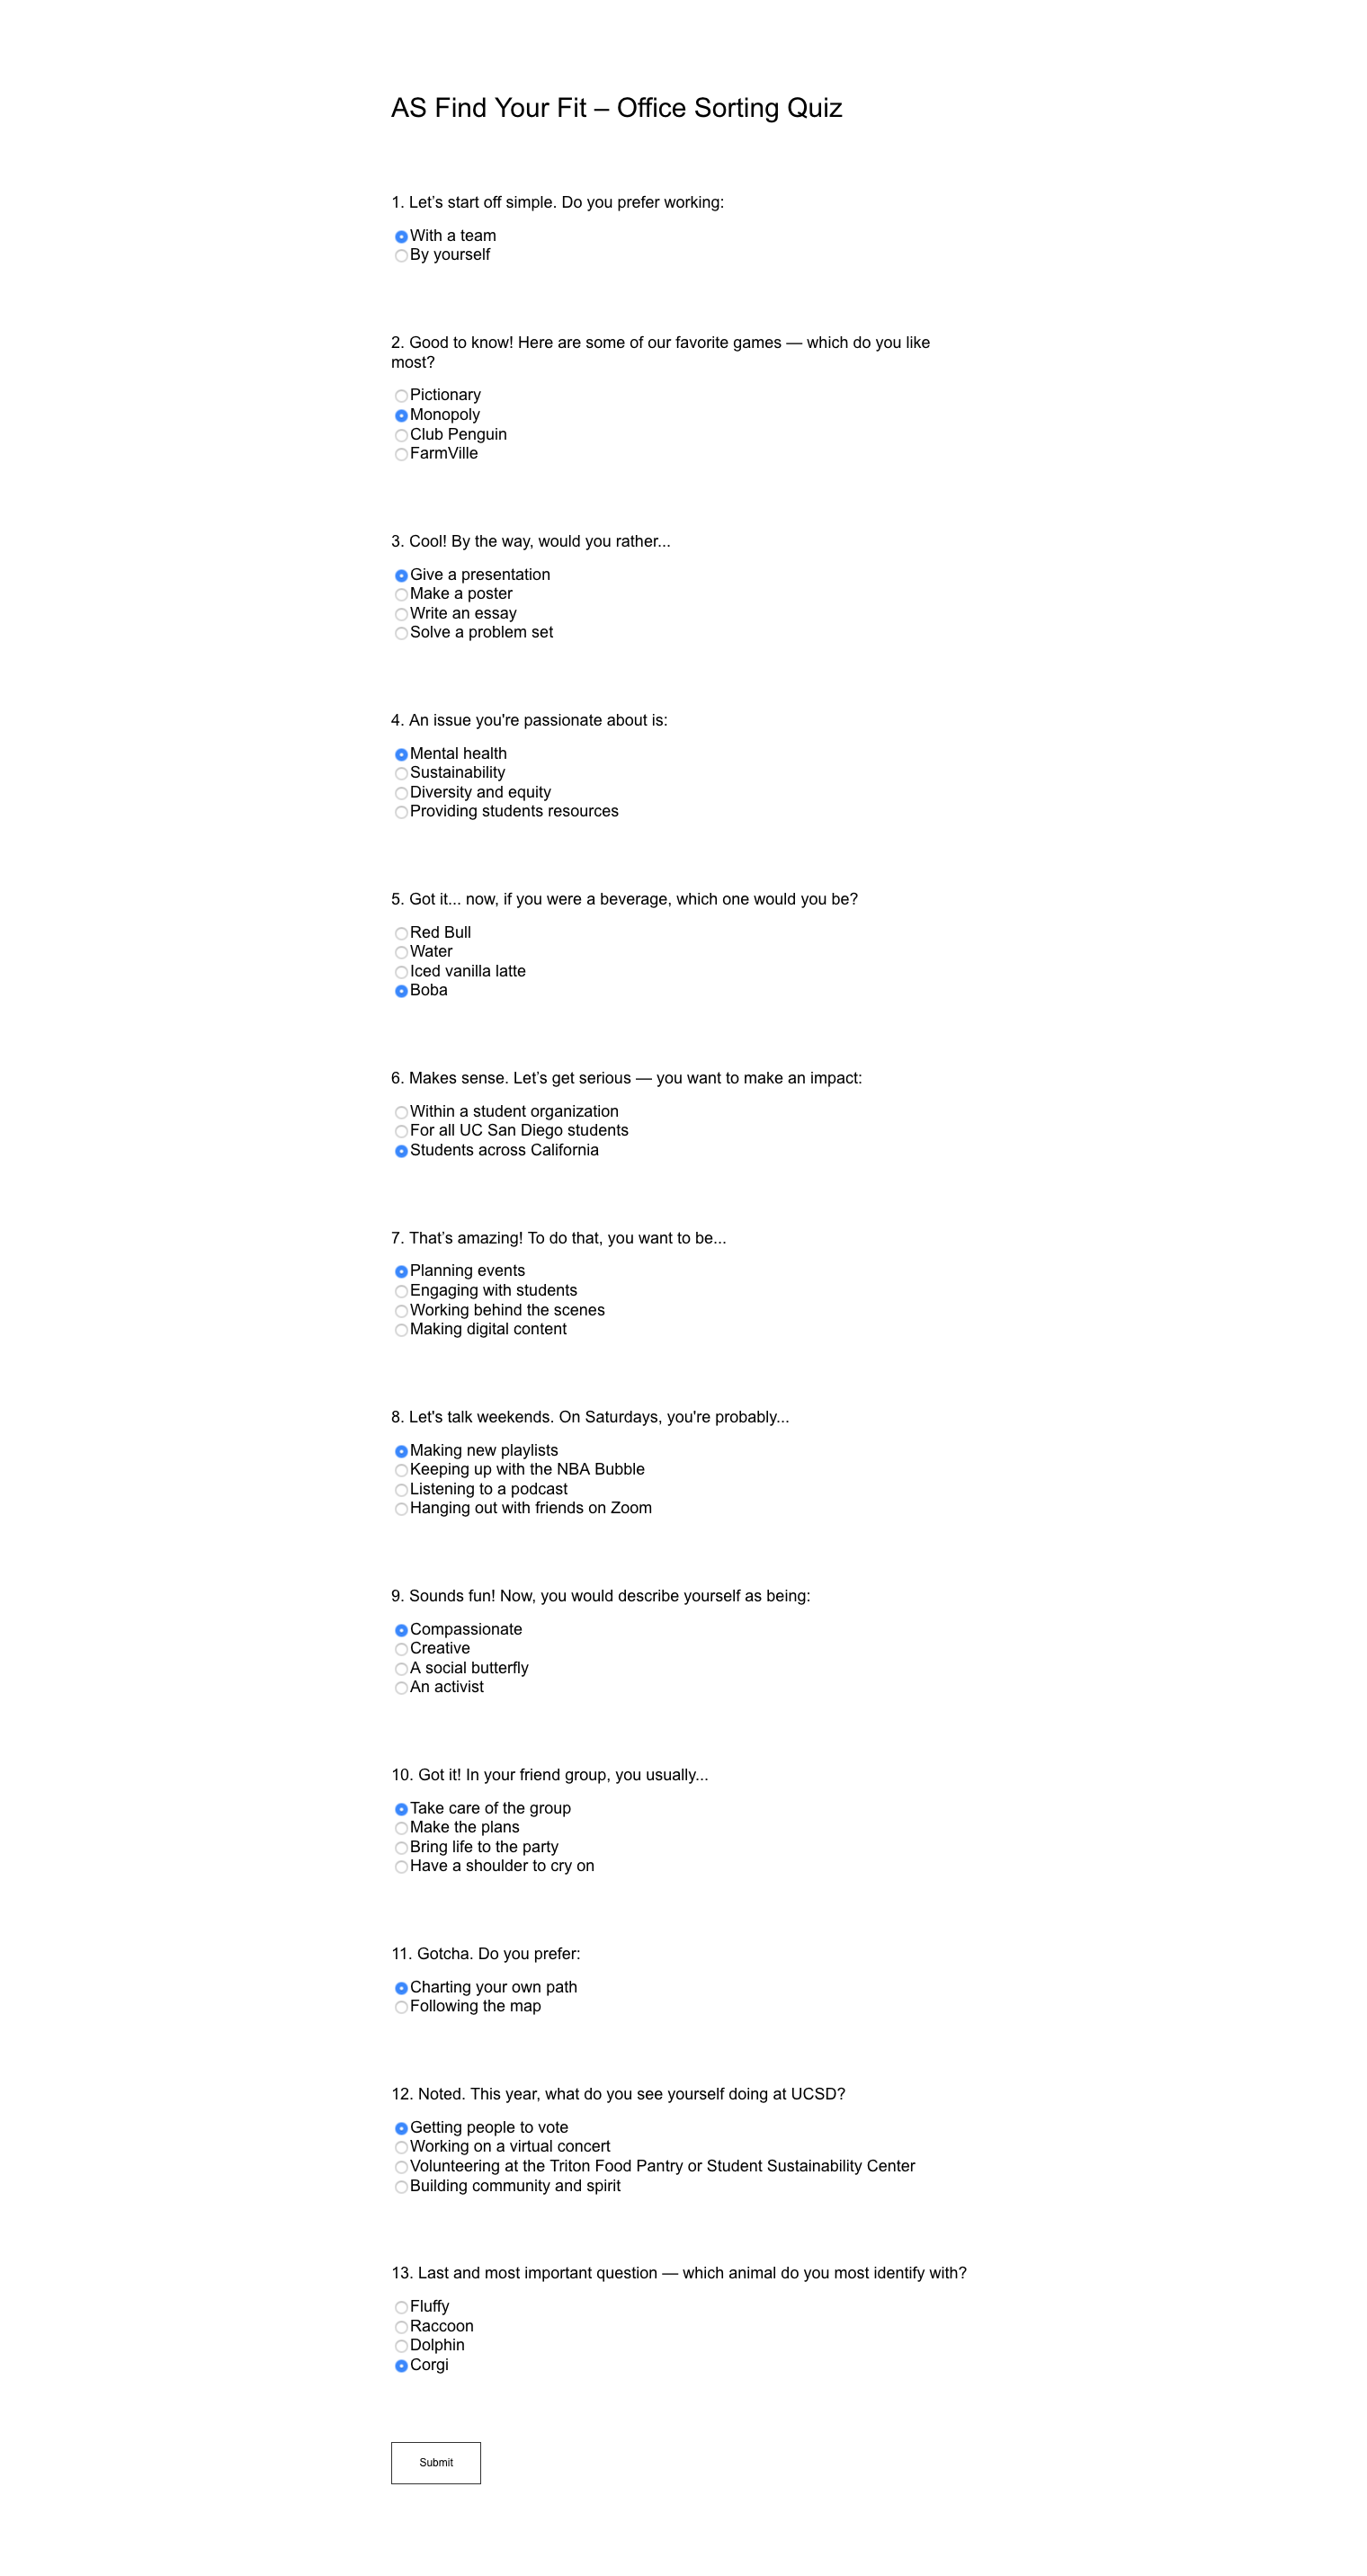 AS Find Your Fit – Office Sorting Quiz
1. Let’s start off simple. Do you prefer working:
With a team
By yourself
2. Good to know! Here are some of our favorite games — which do you like
most?
Pictionary
Monopoly
Club Penguin
FarmVille
3. Cool! By the way, would you rather...
Give a presentation
Make a poster
Write an essay
Solve a problem set
4. An issue you're passionate about is:
Mental health
Sustainability
Diversity and equity
Providing students resources
5. Got it... now, if you were a beverage, which one would you be?
Red Bull
Water
Iced vanilla latte
Boba
6. Makes sense. Let’s get serious — you want to make an impact:
Within a student organization
For all UC San Diego students
Students across California
7. That’s amazing! To do that, you want to be...
Planning events
Engaging with students
Working behind the scenes
Making digital content
8. Let's talk weekends. On Saturdays, you're probably...
Making new playlists
Keeping up with the NBA Bubble
Listening to a podcast
Hanging out with friends on Zoom
9. Sounds fun! Now, you would describe yourself as being:
Compassionate
Creative
A social butterfly
An activist
10. Got it! In your friend group, you usually...
Take care of the group
Make the plans
Bring life to the party
Have a shoulder to cry on
11. Gotcha. Do you prefer:
Charting your own path
Following the map
12. Noted. This year, what do you see yourself doing at UCSD?
Getting people to vote
Working on a virtual concert
Volunteering at the Triton Food Pantry or Student Sustainability Center
Building community and spirit
13. Last and most important question — which animal do you most identify with?
Fluffy
Raccoon
Dolphin
Corgi
Submit